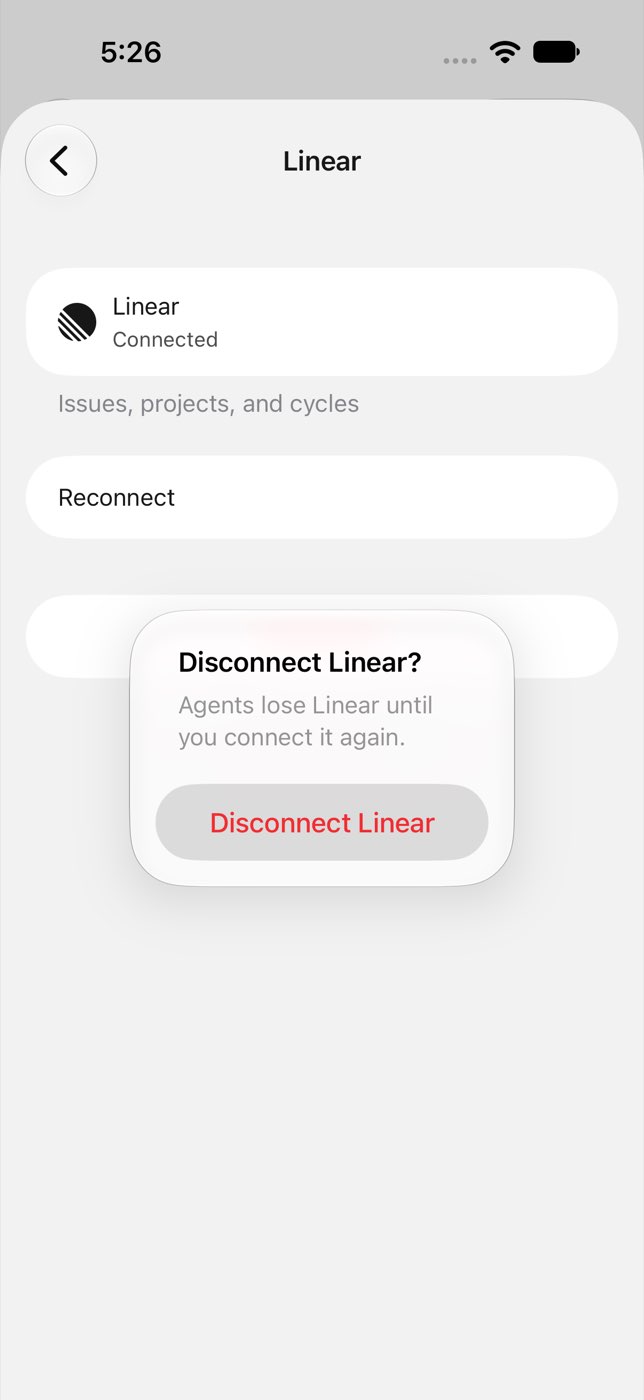 5:26
Linear
Linear
Connected
Issues, projects, and cycles
Reconnect
Disconnect Linear?
Agents lose Linear until
you connect it again.
Disconnect Linear